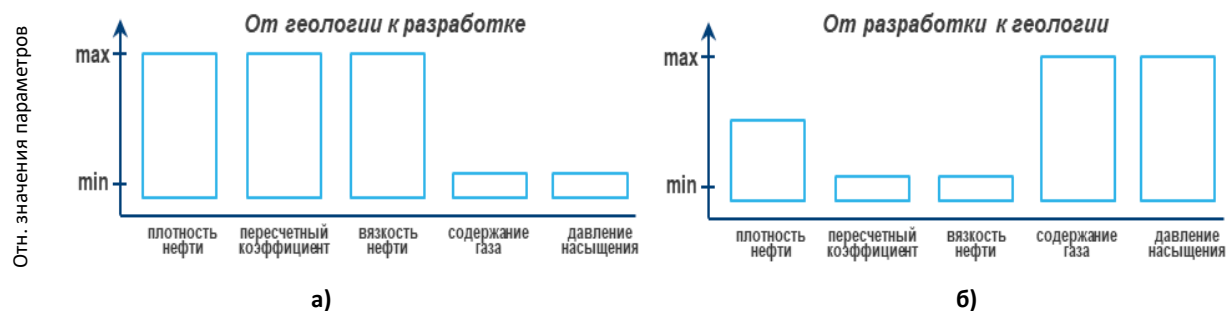 Отн. значения параметров
От геологии к разработке
max
min
плотность
нефти
пересчетный
коэффициент
вязкость
нефти
содержание
газа
давление
насыщения
а)
От разработки к геологии
max
min
плотность
нефти
пересчетный
коэффициент
вязкость
нефти
содержание
газа
давление
насыщения
б)